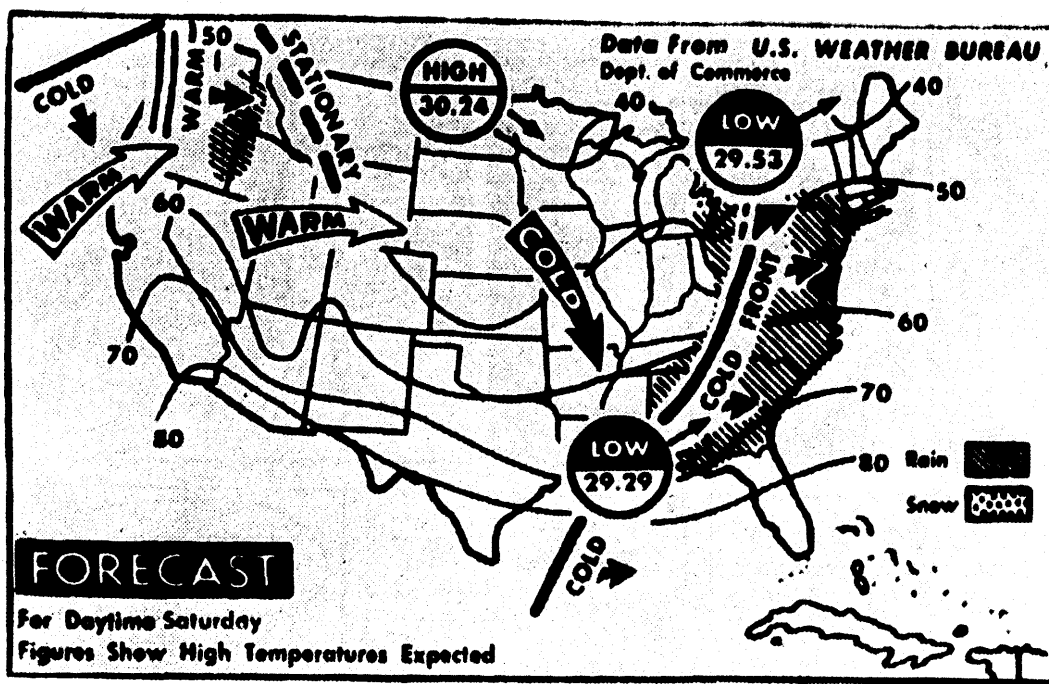 Data From U.S. WEATHER BUREAU
Dept. of Commerce
COLD
WARM
50
STATIONARY
HIGH
30.24
40
LOW
29.53
40
WARM
60
WARM
COLD
50
COLD FRONT
60
70
80
70
80
LOW
29.29
COLD
Rain
Snow
FORECAST
For Daytime Saturday
Figures Show High Temperatures Expected